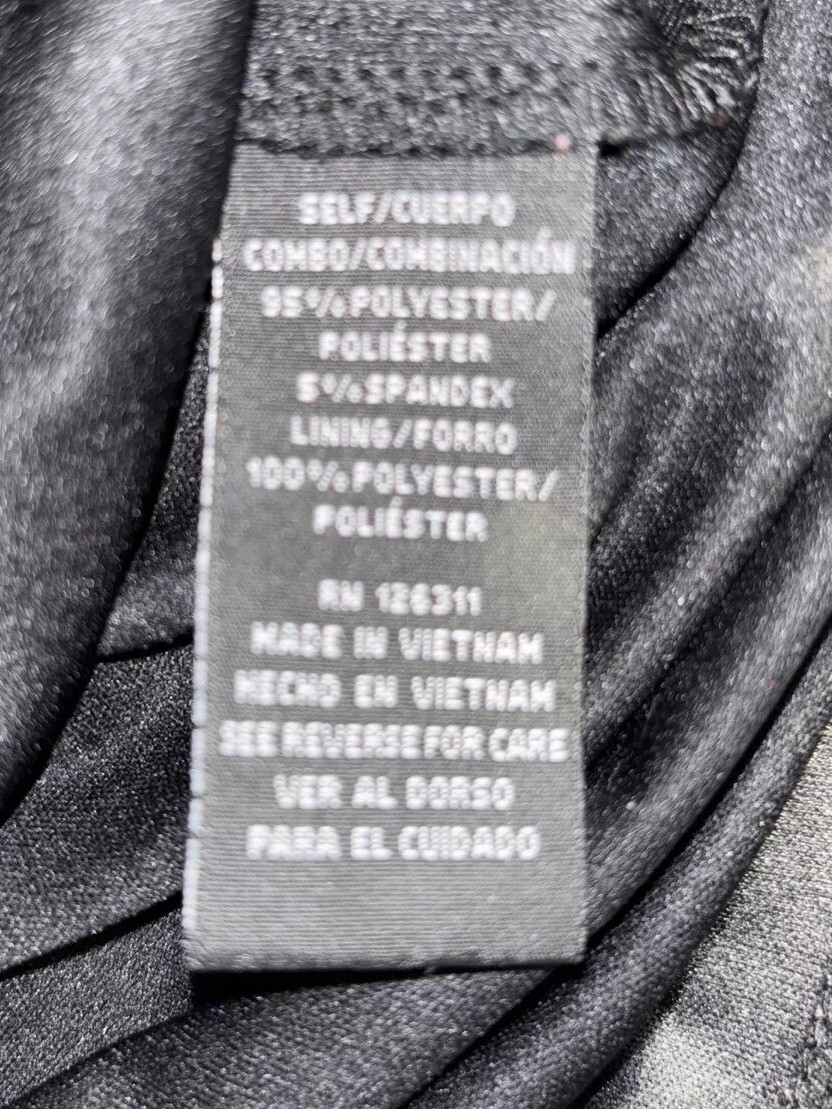 SELF/CUERPO
COMBO/COMBINACIÓN
95%POLYESTER/
POLIÉSTER
5%SPANDEX
LINING/FORRO
100%POLYESTER/
POLIÉSTER
RN 126311
MADE IN VIETNAM
HECHO EN VIETNAM
SEE REVERSE FOR CARE
VER AL DORSO
PARA EL CUIDADO